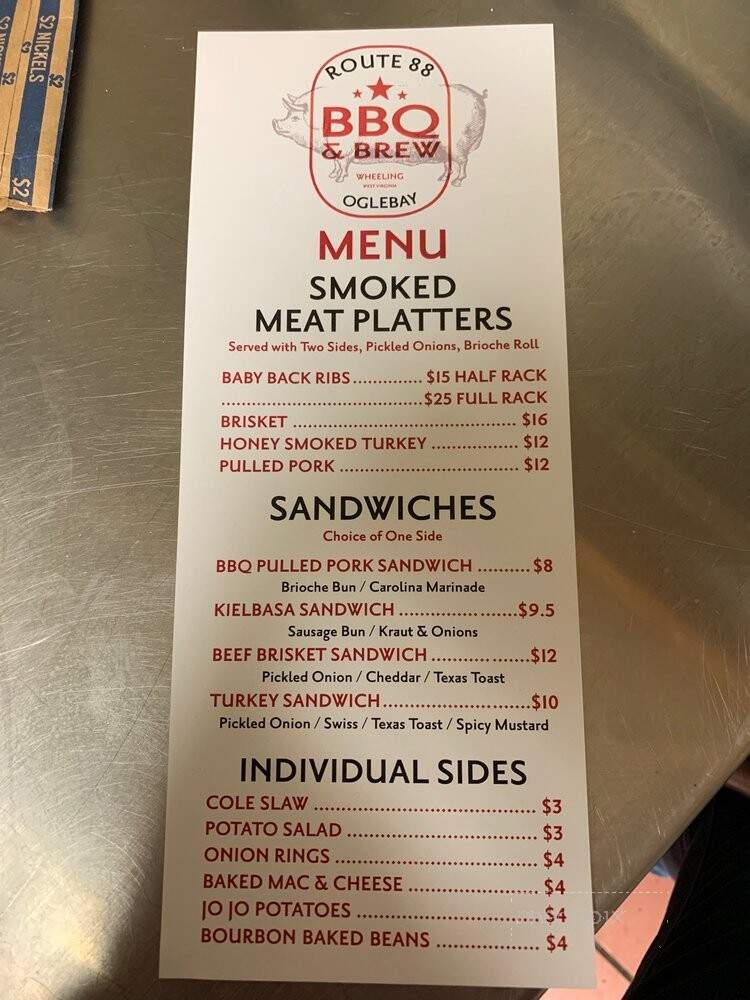 $2 NICKELS
$2
$2
$2
ROUTE 88
BBQ
& BREW
WHEELING
WEST VIRGINIA
OGLEBAY
MENU
SMOKED
MEAT PLATTERS
Served with Two Sides, Pickled Onions, Brioche Roll
BABY BACK RIBS.............. $15 HALF RACK
..................................$25 FULL RACK
BRISKET ...................................... $16
HONEY SMOKED TURKEY .................. $12
PULLED PORK ................................ $12
SANDWICHES
Choice of One Side
BBQ PULLED PORK SANDWICH .......... $8
Brioche Bun / Carolina Marinade
KIELBASA SANDWICH ......................$9.5
Sausage Bun / Kraut & Onions
BEEF BRISKET SANDWICH ..................$12
Pickled Onion / Cheddar / Texas Toast
TURKEY SANDWICH..........................$10
Pickled Onion / Swiss / Texas Toast / Spicy Mustard
INDIVIDUAL SIDES
COLE SLAW ...................................... $3
POTATO SALAD ................................ $3
ONION RINGS .................................. $4
BAKED MAC & CHEESE ...................... $4
JO JO POTATOES .............................. $4
BOURBON BAKED BEANS .................. $4